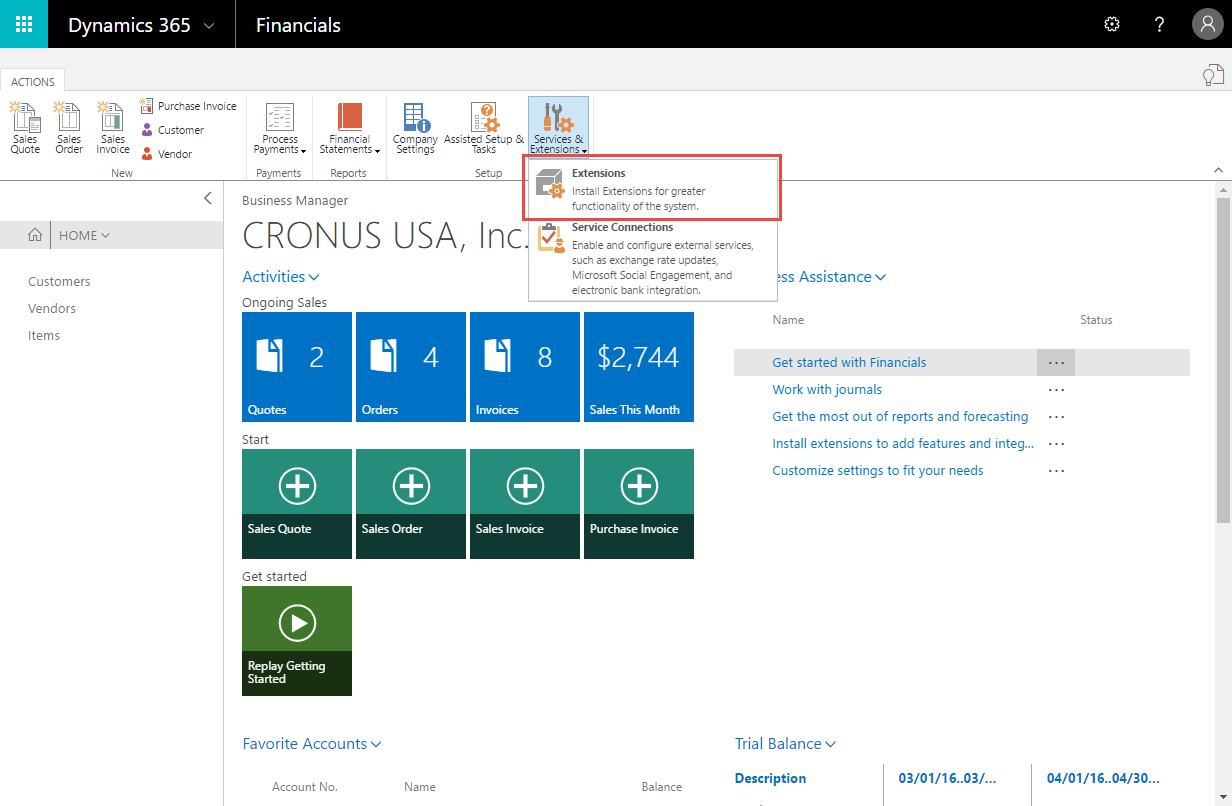 Dynamics 365
Financials
?
ACTIONS
Sales
Quote
Sales
Order
Sales
Invoice
Purchase Invoice
Customer
Vendor
New
Process
Payments
Payments
Financial
Statements
Reports
Company
Settings
Assisted Setup &
Tasks
Setup
Services &
Extensions
Extensions
Install Extensions for greater
functionality of the system.
Service Connections
Enable and configure external services,
such as exchange rate updates,
Microsoft Social Engagement, and
electronic bank integration.
HOME
Customers
Vendors
Items
Business Manager
CRONUS USA, Inc.
Activities
Ongoing Sales
2
Quotes
4
Orders
8
Invoices
$2,744
Sales This Month
Start
Sales Quote
Sales Order
Sales Invoice
Purchase Invoice
Get started
Replay Getting
Started
ess Assistance
Name Status
Get started with Financials ...
Work with journals ...
Get the most out of reports and forecasting ...
Install extensions to add features and integ... ...
Customize settings to fit your needs ...
Favorite Accounts
Account No. Name Balance
Trial Balance
Description 03/01/16..03/... 04/01/16..04/30...